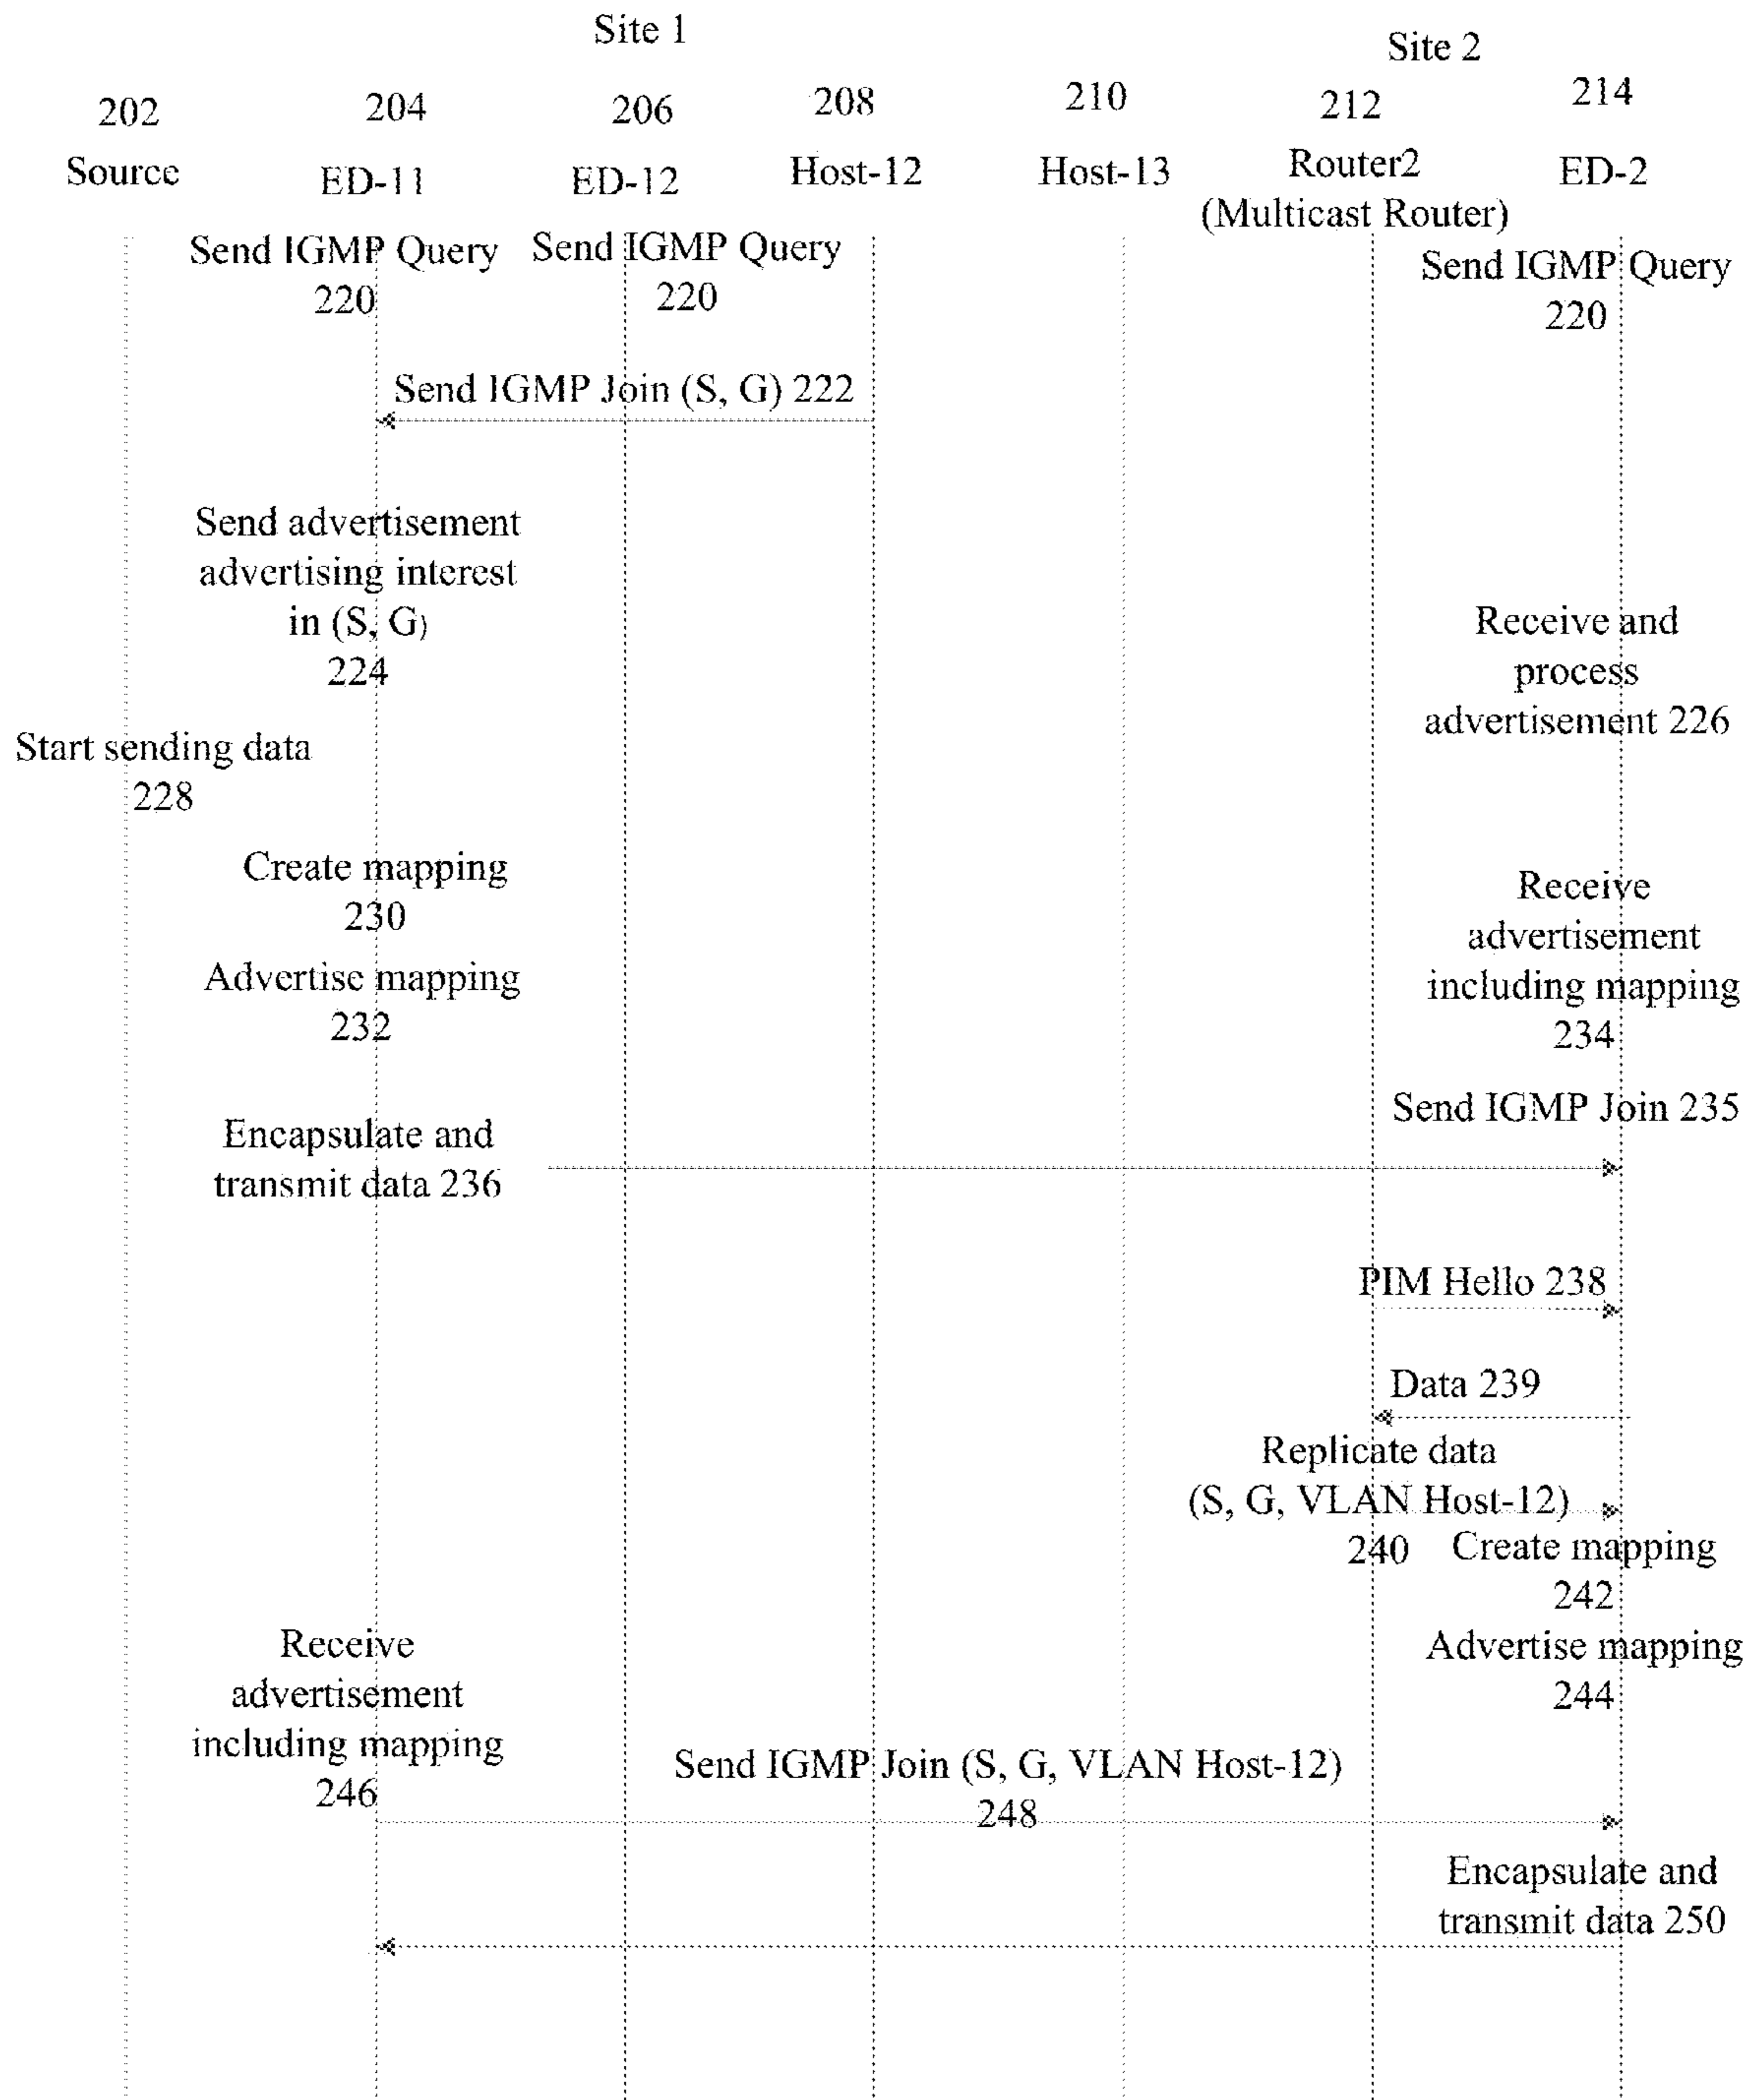 Site 1
Site 2
202
204
206
208
210
212
214
Source
ED-11
ED-12
Host-12
Host-13
Router2
(Multicast Router)
ED-2
Send IGMP Query
220
Send IGMP Query
220
Send IGMP Query
220
Send IGMP Join (S, G) 222
Send advertisement
advertising interest
in (S, G)
224
Receive and
process
advertisement 226
Start sending data
228
Create mapping
230
Advertise mapping
232
Receive
advertisement
including mapping
234
Send IGMP Join 235
Encapsulate and
transmit data 236
PIM Hello 238
Data 239
Replicate data
(S, G, VLAN Host-12)
240
Create mapping
242
Advertise mapping
244
Receive
advertisement
including mapping
246
Send IGMP Join (S, G, VLAN Host-12)
248
Encapsulate and
transmit data 250